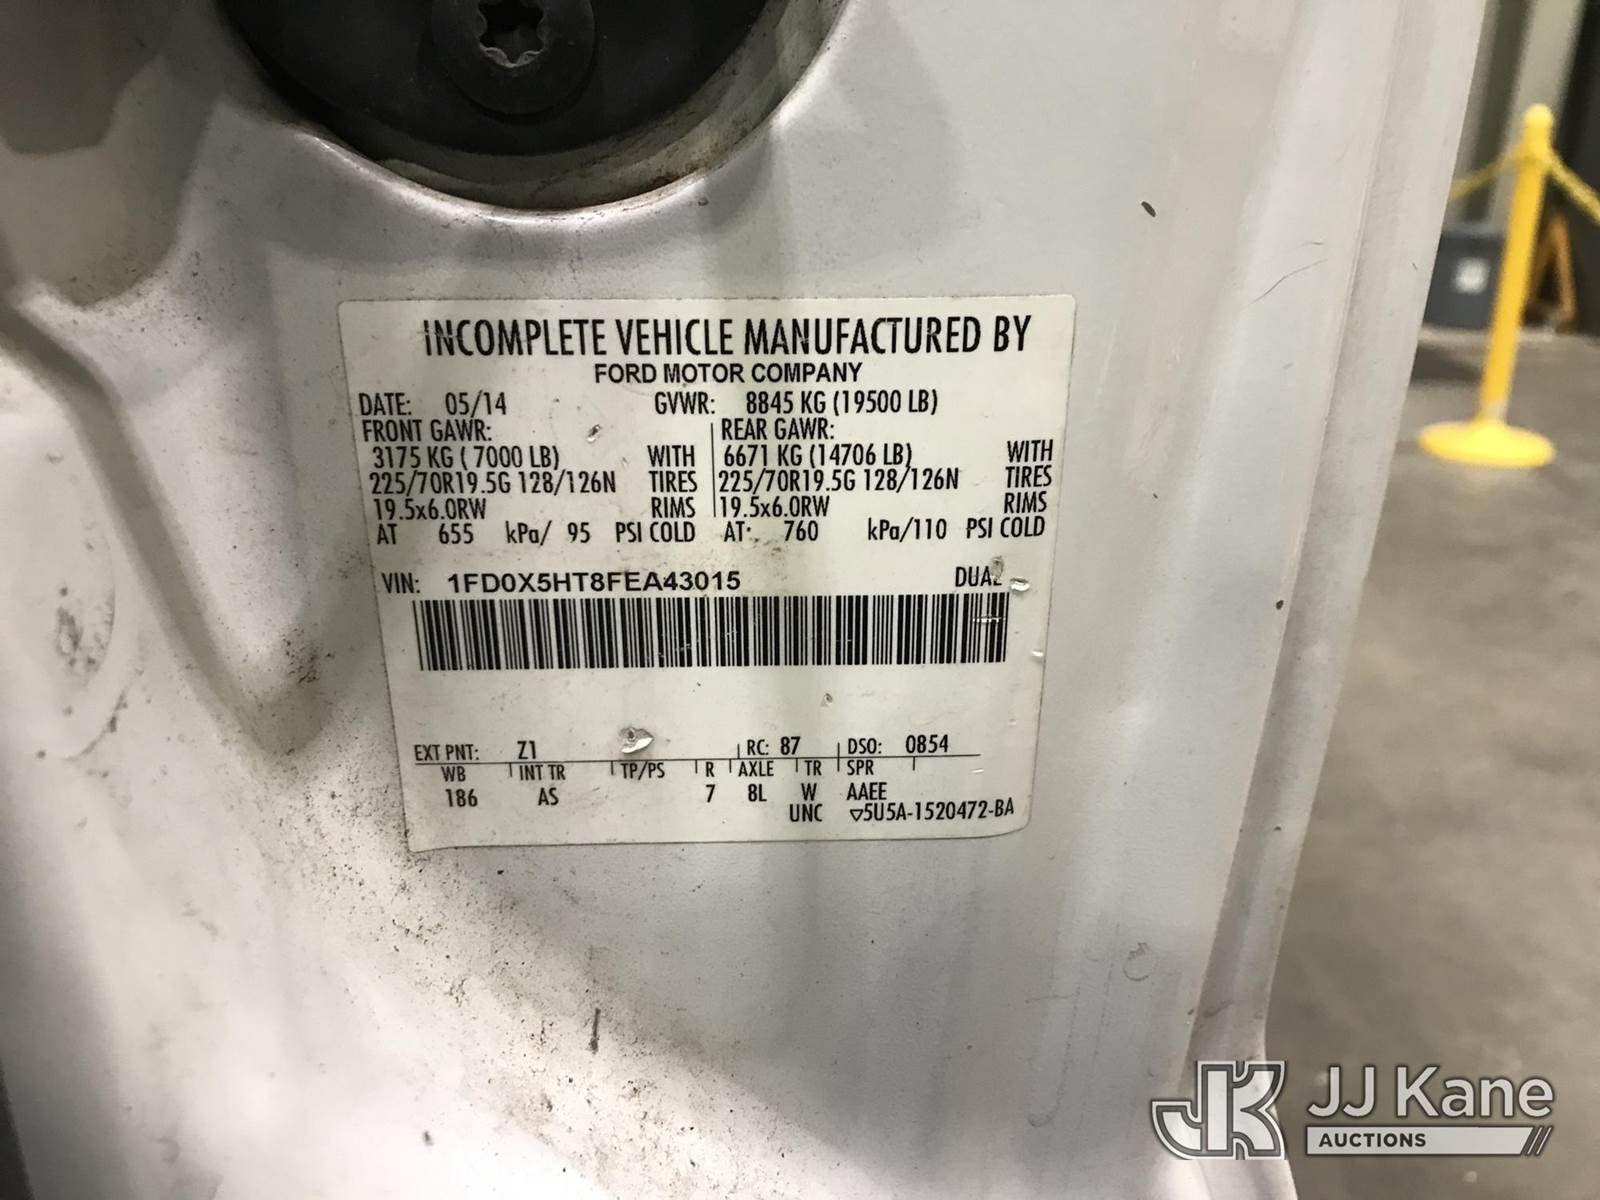 INCOMPLETE VEHICLE MANUFACTURED BY
FORD MOTOR COMPANY
DATE: 05/14 GVWR: 8845 KG (19500 LB)
FRONT GAWR: REAR GAWR:
3175 KG ( 7000 LB) WITH 6671 KG (14706 LB) WITH
225/70R19.5G 128/126N TIRES 225/70R19.5G 128/126N TIRES
19.5x6.0RW RIMS 19.5x6.0RW RIMS
AT 655 kPa/ 95 PSI COLD AT: 760 kPa/110 PSI COLD
VIN: 1FD0X5HT8FEA43015 DUAL
EXT PNT: Z1 RC: 87 DSO: 0854
WB INT TR TP/PS R AXLE TR SPR
186 AS 7 8L W AAEE
UNC ▽5U5A-1520472-BA
JK JJ Kane
AUCTIONS